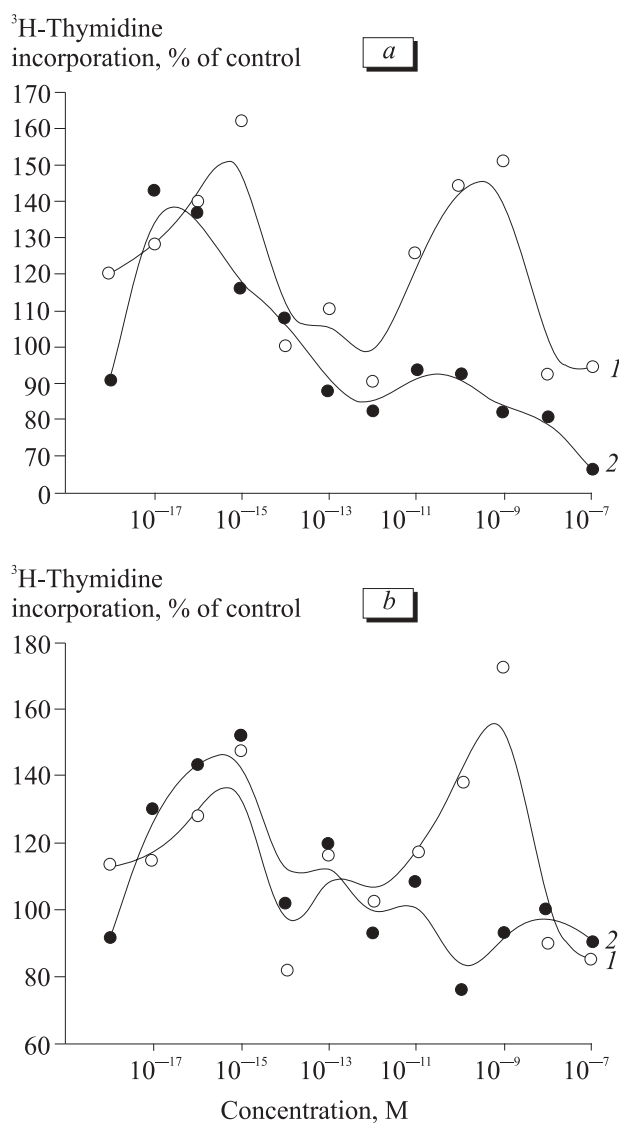 ³H-Thymidine
incorporation, % of control
a
170
160
150
140
130
120
110
100
90
80
70
0
1
2
10⁻¹⁷ 10⁻¹⁵ 10⁻¹³ 10⁻¹¹ 10⁻⁹ 10⁻⁷
³H-Thymidine
incorporation, % of control
b
180
160
140
120
100
80
60
2
1
10⁻¹⁷ 10⁻¹⁵ 10⁻¹³ 10⁻¹¹ 10⁻⁹ 10⁻⁷
Concentration, M